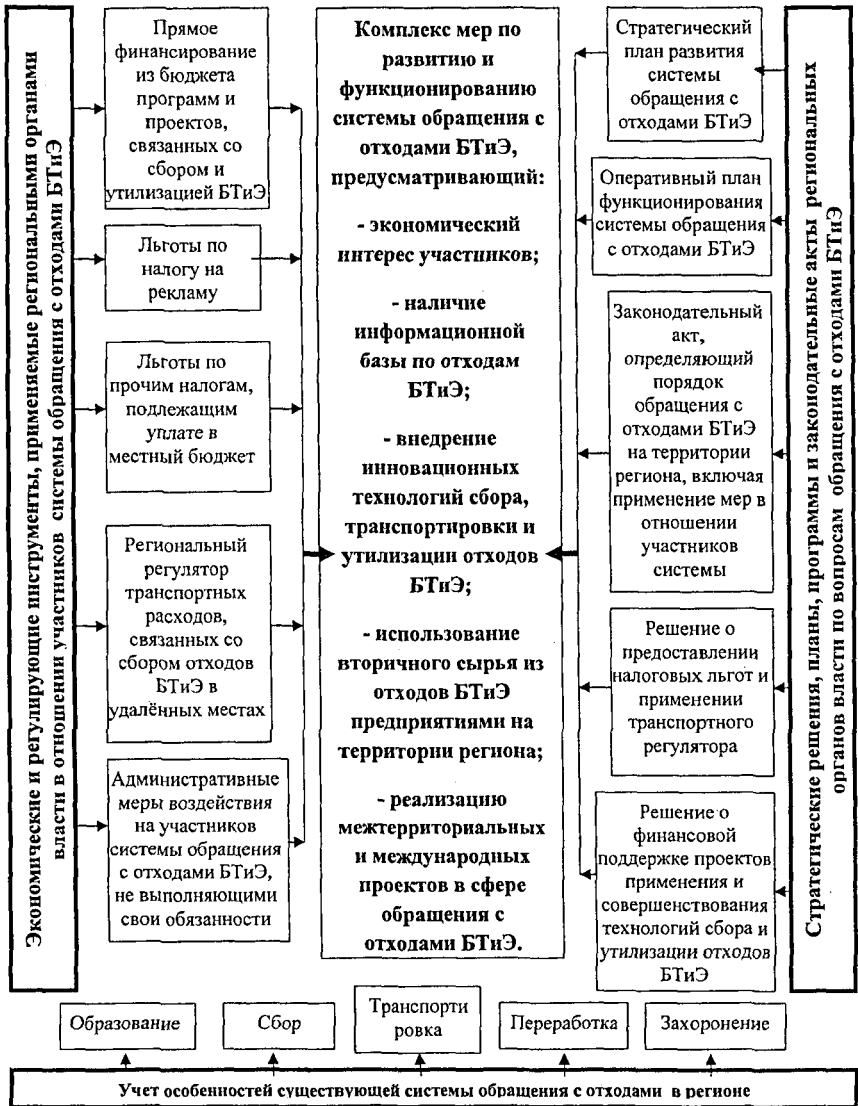 Экономические и регулирующие инструменты, применяемые региональными органами
власти в отношении участников системы обращения с отходами БТиЭ
Прямое
финансирование
из бюджета
программ и
проектов,
связанных со
сбором и
утилизацией БТиЭ
Льготы по
налогу на
рекламу
Льготы по
прочим налогам,
подлежащим
уплате в
местный бюджет
Региональный
регулятор
транспортных
расходов,
связанных со
сбором отходов
БТиЭ в
удалённых местах
Административные
меры воздействия
на участников
системы обращения
с отходами БТиЭ,
не выполняющими
свои обязанности
Комплекс мер по
развитию и
функционированию
системы обращения с
отходами БТиЭ,
предусматривающий:
- экономический
интерес участников;
- наличие
информационной
базы по отходам
БТиЭ;
- внедрение
инновационных
технологий сбора,
транспортировки и
утилизации отходов
БТиЭ;
- использование
вторичного сырья из
отходов БТиЭ
предприятиями на
территории региона;
- реализацию
межтерриториальных
и международных
проектов в сфере
обращения с
отходами БТиЭ.
Стратегический
план развития
системы
обращения с
отходами БТиЭ
Оперативный план
функционирования
системы обращения
с отходами БТиЭ
Законодательный
акт,
определяющий
порядок
обращения с
отходами БТиЭ
на территории
региона, включая
применение мер в
отношении
участников
системы
Решение о
предоставлении
налоговых льгот и
применении
транспортного
регулятора
Решение о
финансовой
поддержке проектов
применения и
совершенствования
технологий сбора и
утилизации отходов
БТиЭ
Стратегические решения, планы, программы и законодательные акты региональных
органов власти по вопросам обращения с отходами БТиЭ
Образование
Сбор
Транспорти
ровка
Переработка
Захоронение
Учет особенностей существующей системы обращения с отходами в регионе